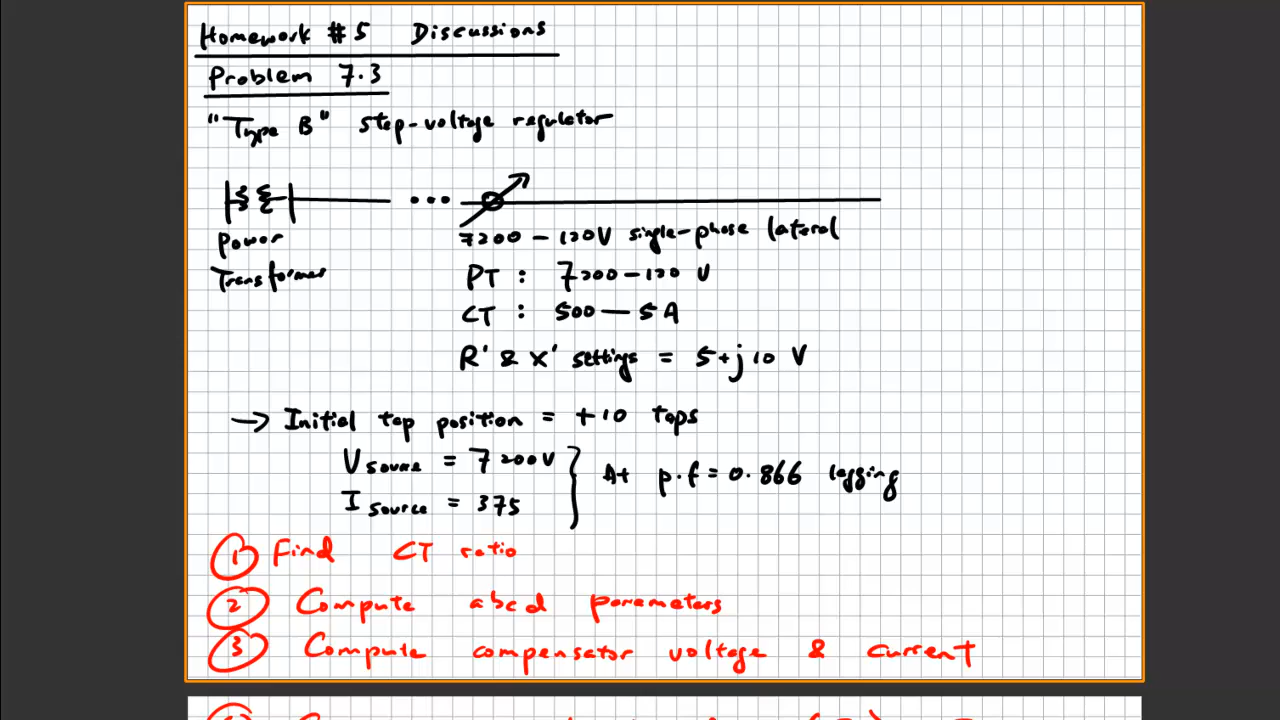 Homework #5 Discussions
Problem 7.3
"Type B" step-voltage regulator
Power
Transformer
7200 - 120V single-phase lateral
PT : 7200-120 V
CT : 500 - 5A
R' & X' settings = 5+j10 V
→ Initial tap position = +10 taps
V source = 7200V
I source = 375
At p.f = 0.866 lagging
① Find CT ratio
② Compute abcd parameters
③ Compute compensator voltage & current